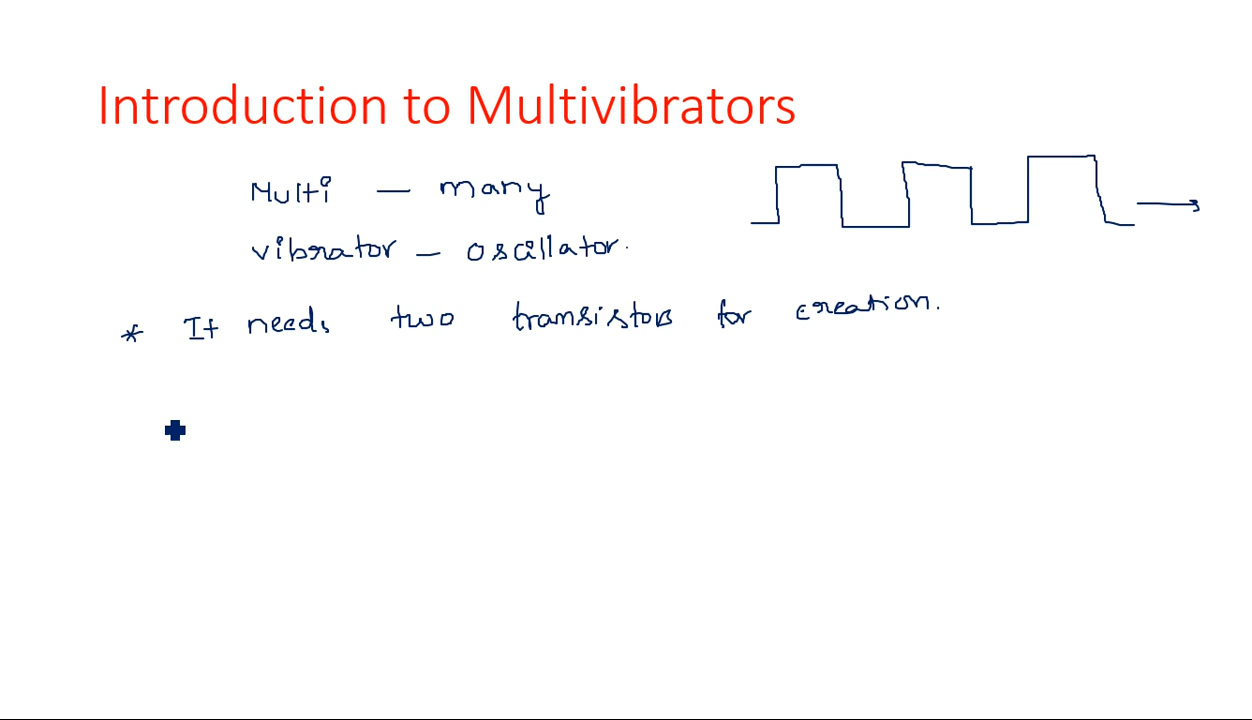 Introduction to Multivibrators
Multi — many
vibrator – oscillator.
* It needs two transistors for creation.